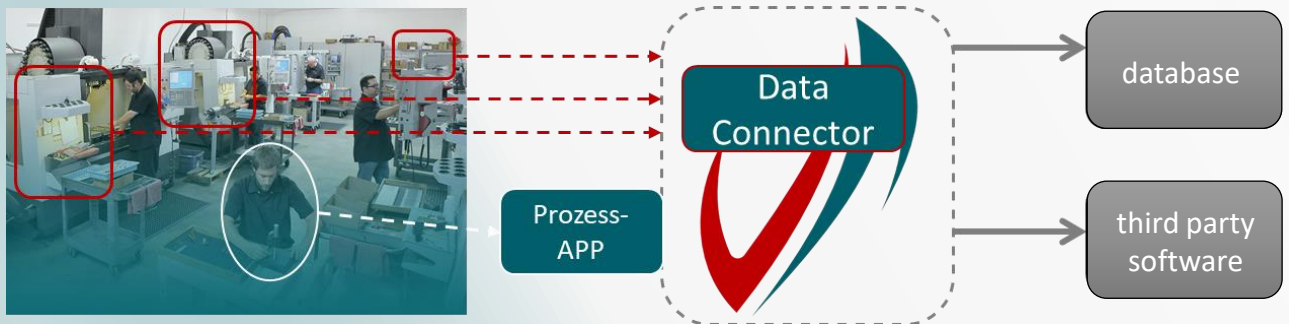 Data
Connector
Prozess-
APP
database
third party
software